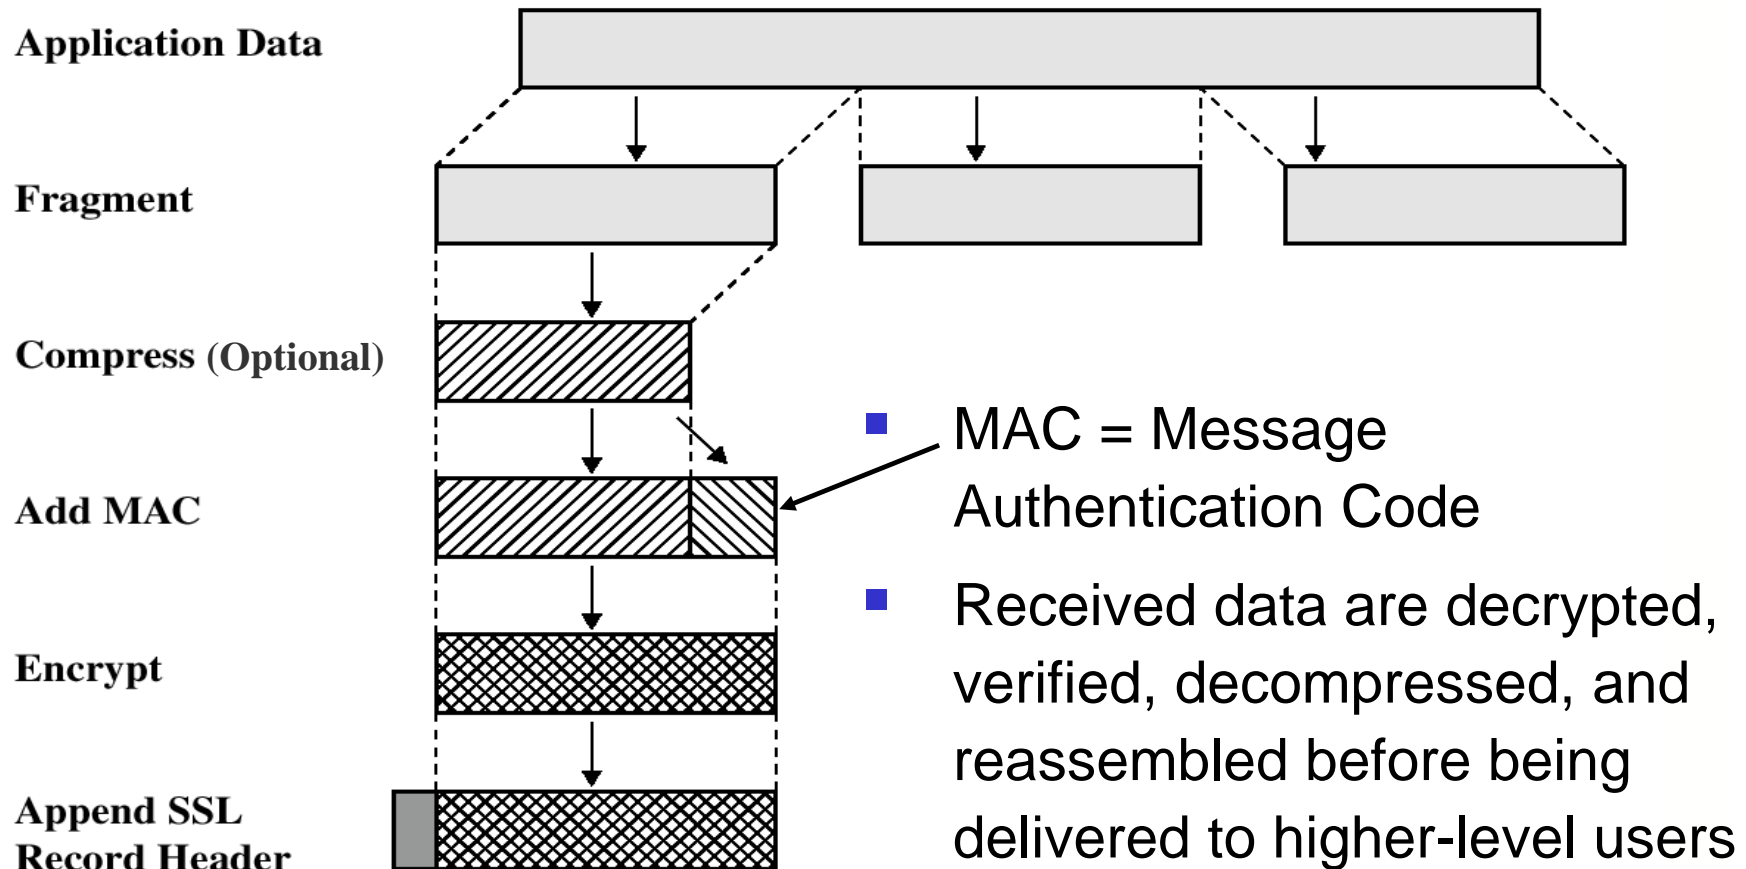 Application Data
Fragment
Compress (Optional)
Add MAC
Encrypt
Append SSL
Record Header
MAC = Message
Authentication Code
Received data are decrypted,
verified, decompressed, and
reassembled before being
delivered to higher-level users